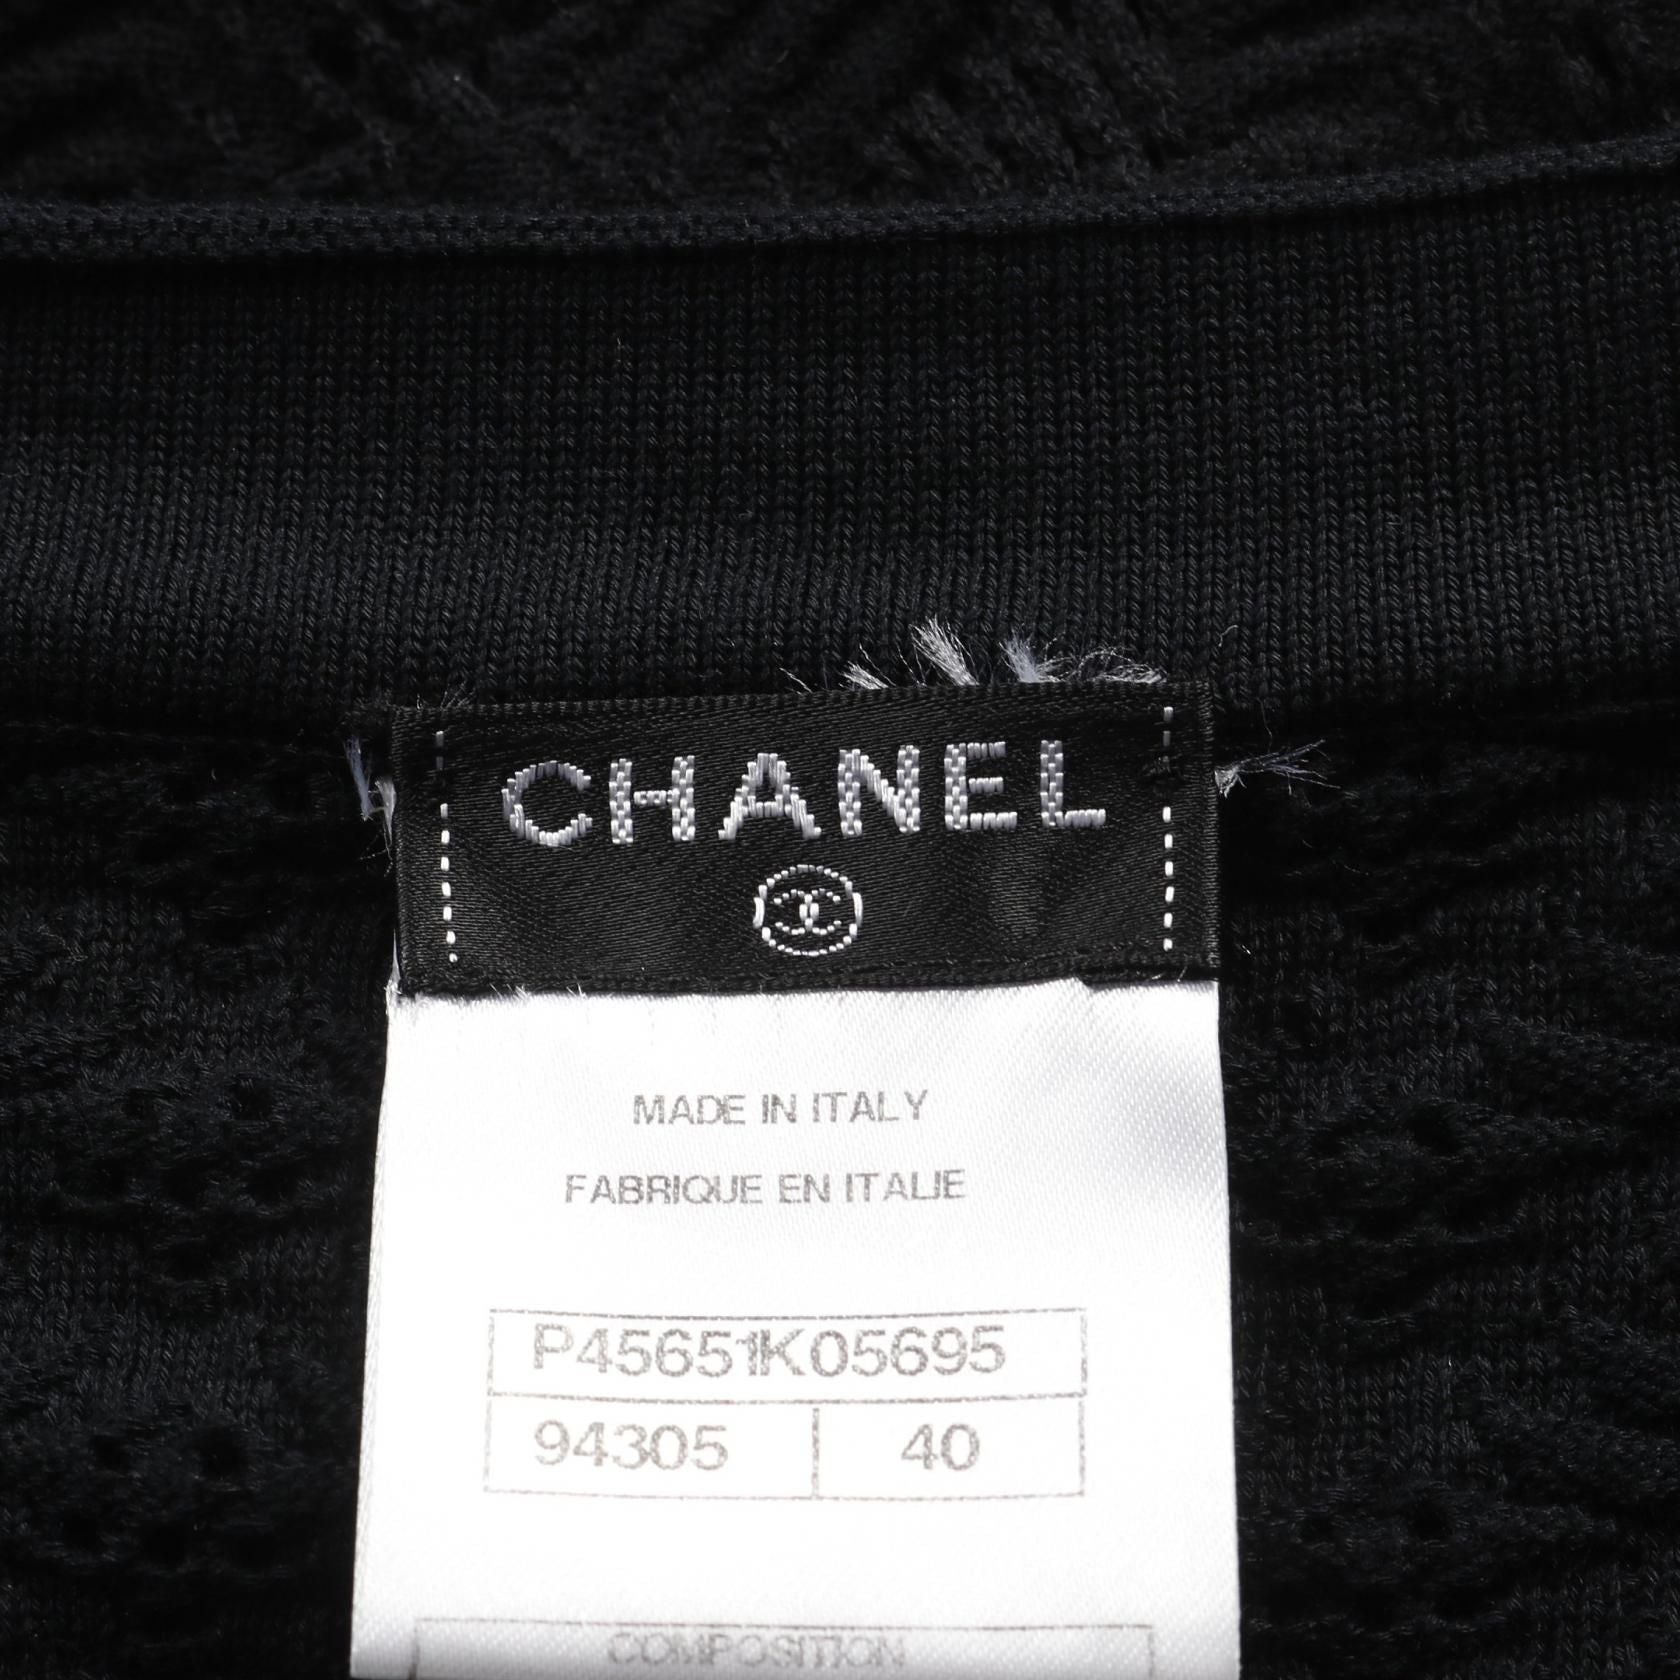 CHANEL
MADE IN ITALY
FABRIQUE EN ITALIE
P45651K05695
94305 40
COMPOSITION